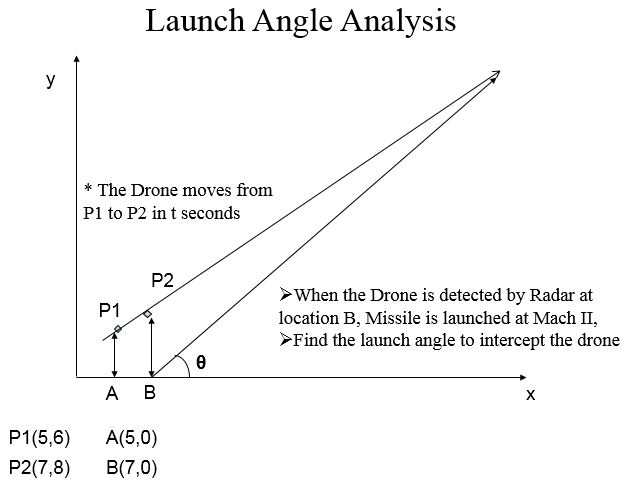 Launch Angle Analysis
y
* The Drone moves from
P1 to P2 in t seconds
P2
P1
➢When the Drone is detected by Radar at
location B, Missile is launched at Mach II,
➢Find the launch angle to intercept the drone
θ
A
B
x
P1(5,6) A(5,0)
P2(7,8) B(7,0)